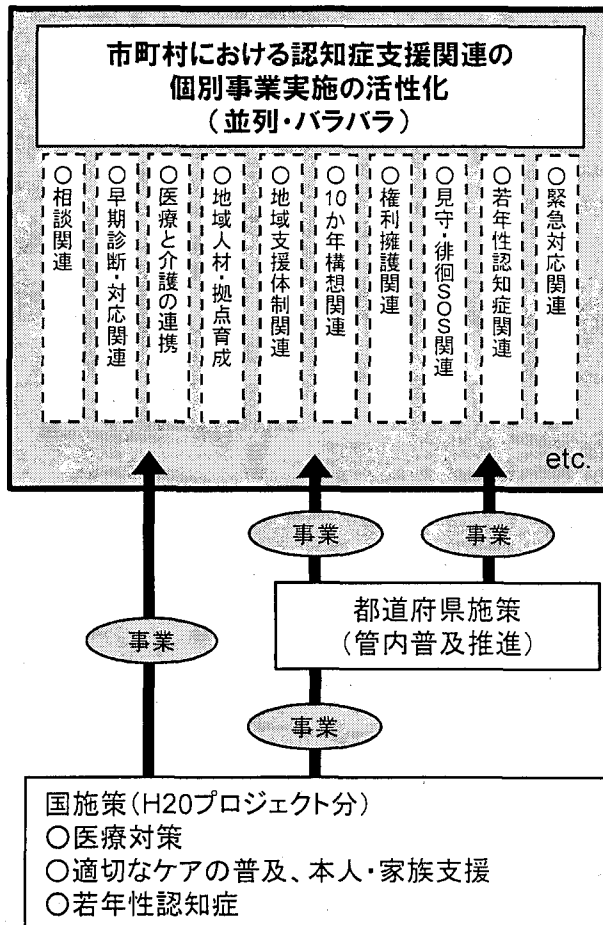 市町村における認知症支援関連の
個別事業実施の活性化
(並列・バラバラ)
○相談関連
○早期診断・対応関連
○医療と介護の連携
○地域人材・拠点育成
○地域支援体制関連
○10か年構想関連
○権利擁護関連
○見守・徘徊SOS関連
○若年性認知症関連
○緊急対応関連
etc.
事業
事業
都道府県施策
(管内普及推進)
事業
事業
国施策(H20プロジェクト分)
○医療対策
○適切なケアの普及、本人・家族支援
○若年性認知症